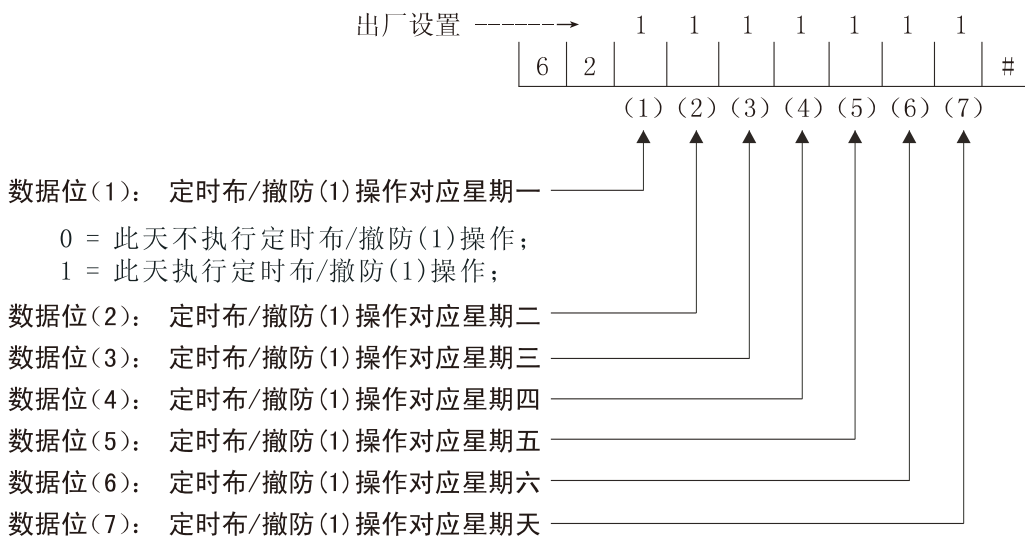 出厂设置 1 1 1 1 1 1 1
6 2 #
(1) (2) (3) (4) (5) (6) (7)
数据位(1): 定时布/撤防(1)操作对应星期一
0 = 此天不执行定时布/撤防(1)操作;
1 = 此天执行定时布/撤防(1)操作;
数据位(2): 定时布/撤防(1)操作对应星期二
数据位(3): 定时布/撤防(1)操作对应星期三
数据位(4): 定时布/撤防(1)操作对应星期四
数据位(5): 定时布/撤防(1)操作对应星期五
数据位(6): 定时布/撤防(1)操作对应星期六
数据位(7): 定时布/撤防(1)操作对应星期天